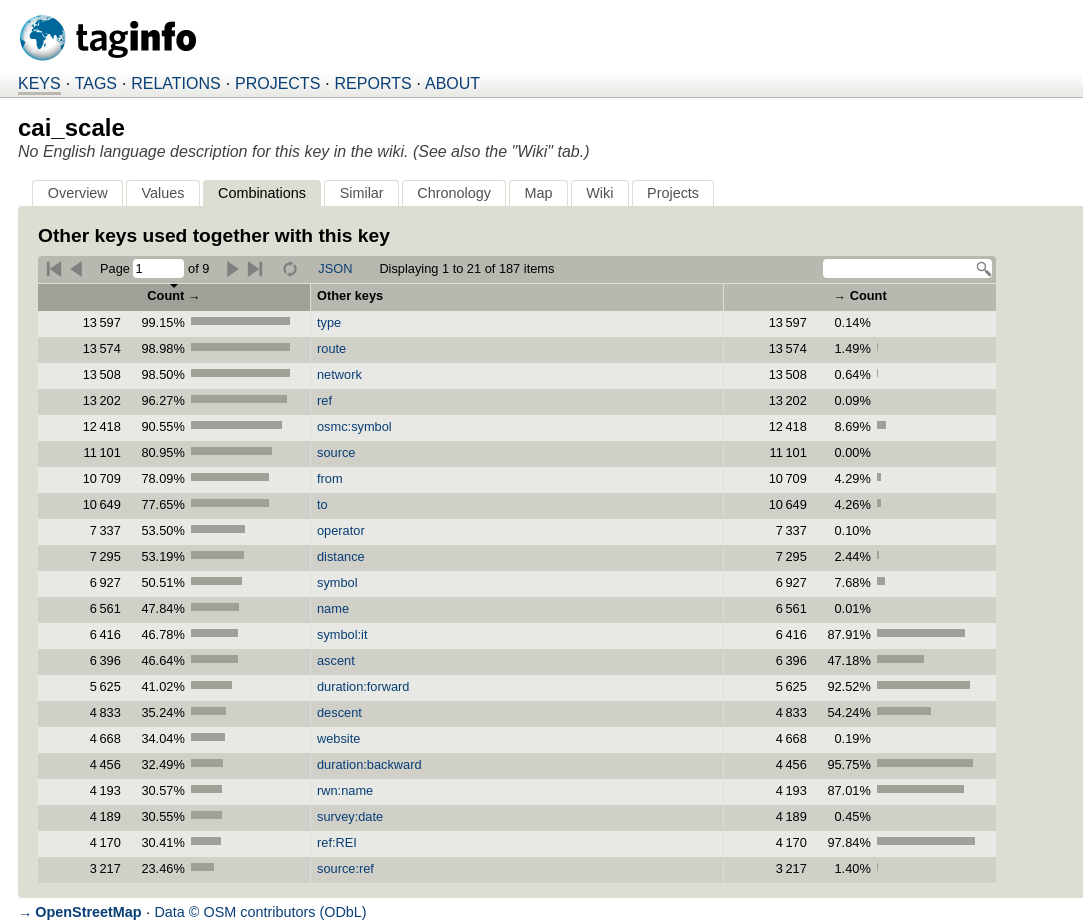 taginfo
KEYS · TAGS · RELATIONS · PROJECTS · REPORTS · ABOUT
cai_scale
No English language description for this key in the wiki. (See also the "Wiki" tab.)
Overview Values Combinations Similar Chronology Map Wiki Projects
Other keys used together with this key
Page 1 of 9 JSON Displaying 1 to 21 of 187 items
Count → Other keys → Count
13 597 99.15% type 13 597 0.14%
13 574 98.98% route 13 574 1.49%
13 508 98.50% network 13 508 0.64%
13 202 96.27% ref 13 202 0.09%
12 418 90.55% osmc:symbol 12 418 8.69%
11 101 80.95% source 11 101 0.00%
10 709 78.09% from 10 709 4.29%
10 649 77.65% to 10 649 4.26%
7 337 53.50% operator 7 337 0.10%
7 295 53.19% distance 7 295 2.44%
6 927 50.51% symbol 6 927 7.68%
6 561 47.84% name 6 561 0.01%
6 416 46.78% symbol:it 6 416 87.91%
6 396 46.64% ascent 6 396 47.18%
5 625 41.02% duration:forward 5 625 92.52%
4 833 35.24% descent 4 833 54.24%
4 668 34.04% website 4 668 0.19%
4 456 32.49% duration:backward 4 456 95.75%
4 193 30.57% rwn:name 4 193 87.01%
4 189 30.55% survey:date 4 189 0.45%
4 170 30.41% ref:REI 4 170 97.84%
3 217 23.46% source:ref 3 217 1.40%
→ OpenStreetMap · Data © OSM contributors (ODbL)